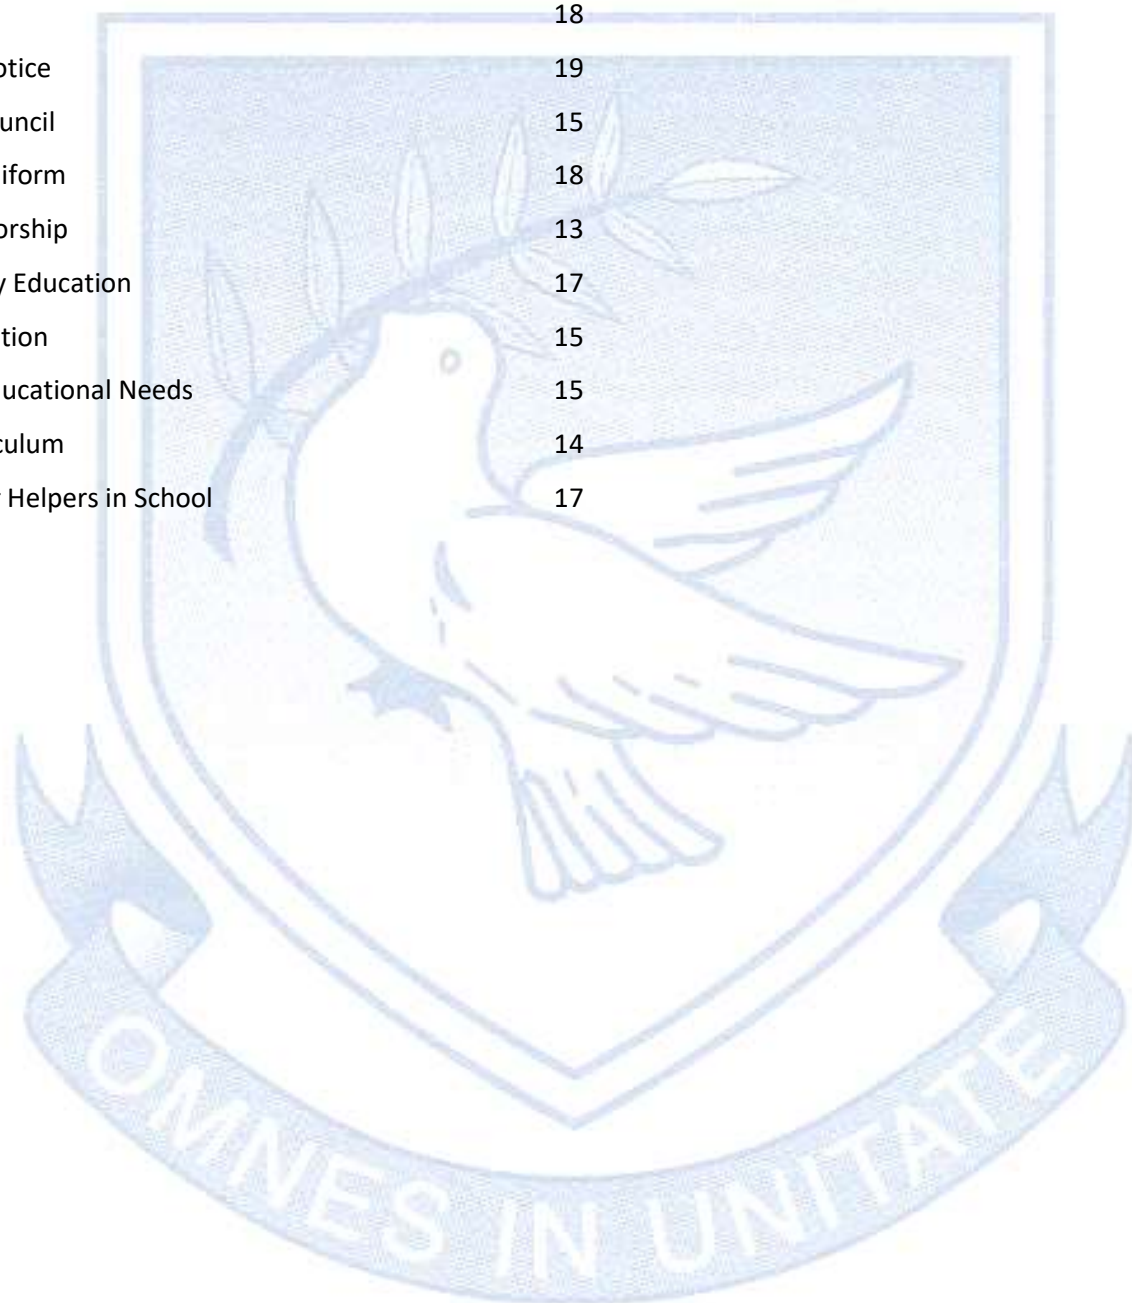 18
otice 19
uncil 15
iform 18
orship 13
y Education 17
tion 15
ucational Needs 15
culum 14
r Helpers in School 17
OMNES IN UNITATE